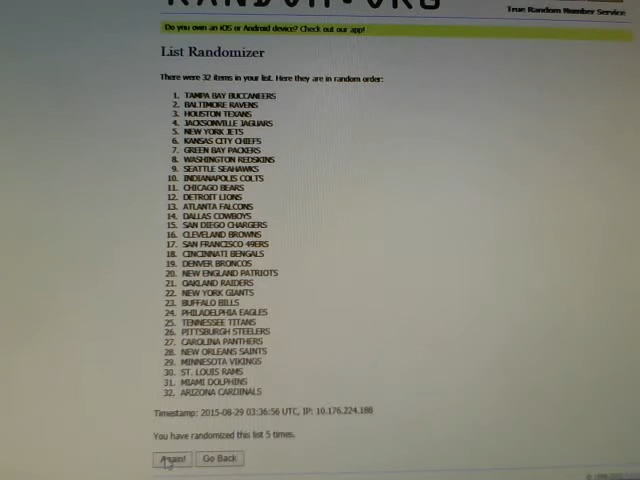 RANDOM.ORG
True Random Number Service
Do you own an iOS or Android device? Check out our app!
List Randomizer
There were 32 items in your list. Here they are in random order:
1. TAMPA BAY BUCCANEERS
2. BALTIMORE RAVENS
3. HOUSTON TEXANS
4. JACKSONVILLE JAGUARS
5. NEW YORK JETS
6. KANSAS CITY CHIEFS
7. GREEN BAY PACKERS
8. WASHINGTON REDSKINS
9. SEATTLE SEAHAWKS
10. INDIANAPOLIS COLTS
11. CHICAGO BEARS
12. DETROIT LIONS
13. ATLANTA FALCONS
14. DALLAS COWBOYS
15. SAN DIEGO CHARGERS
16. CLEVELAND BROWNS
17. SAN FRANCISCO 49ERS
18. CINCINNATI BENGALS
19. DENVER BRONCOS
20. NEW ENGLAND PATRIOTS
21. OAKLAND RAIDERS
22. NEW YORK GIANTS
23. BUFFALO BILLS
24. PHILADELPHIA EAGLES
25. TENNESSEE TITANS
26. PITTSBURGH STEELERS
27. CAROLINA PANTHERS
28. NEW ORLEANS SAINTS
29. MINNESOTA VIKINGS
30. ST. LOUIS RAMS
31. MIAMI DOLPHINS
32. ARIZONA CARDINALS
Timestamp: 2015-08-29 03:36:56 UTC, IP: 10.176.224.188
You have randomized this list 5 times.
Again! Go Back